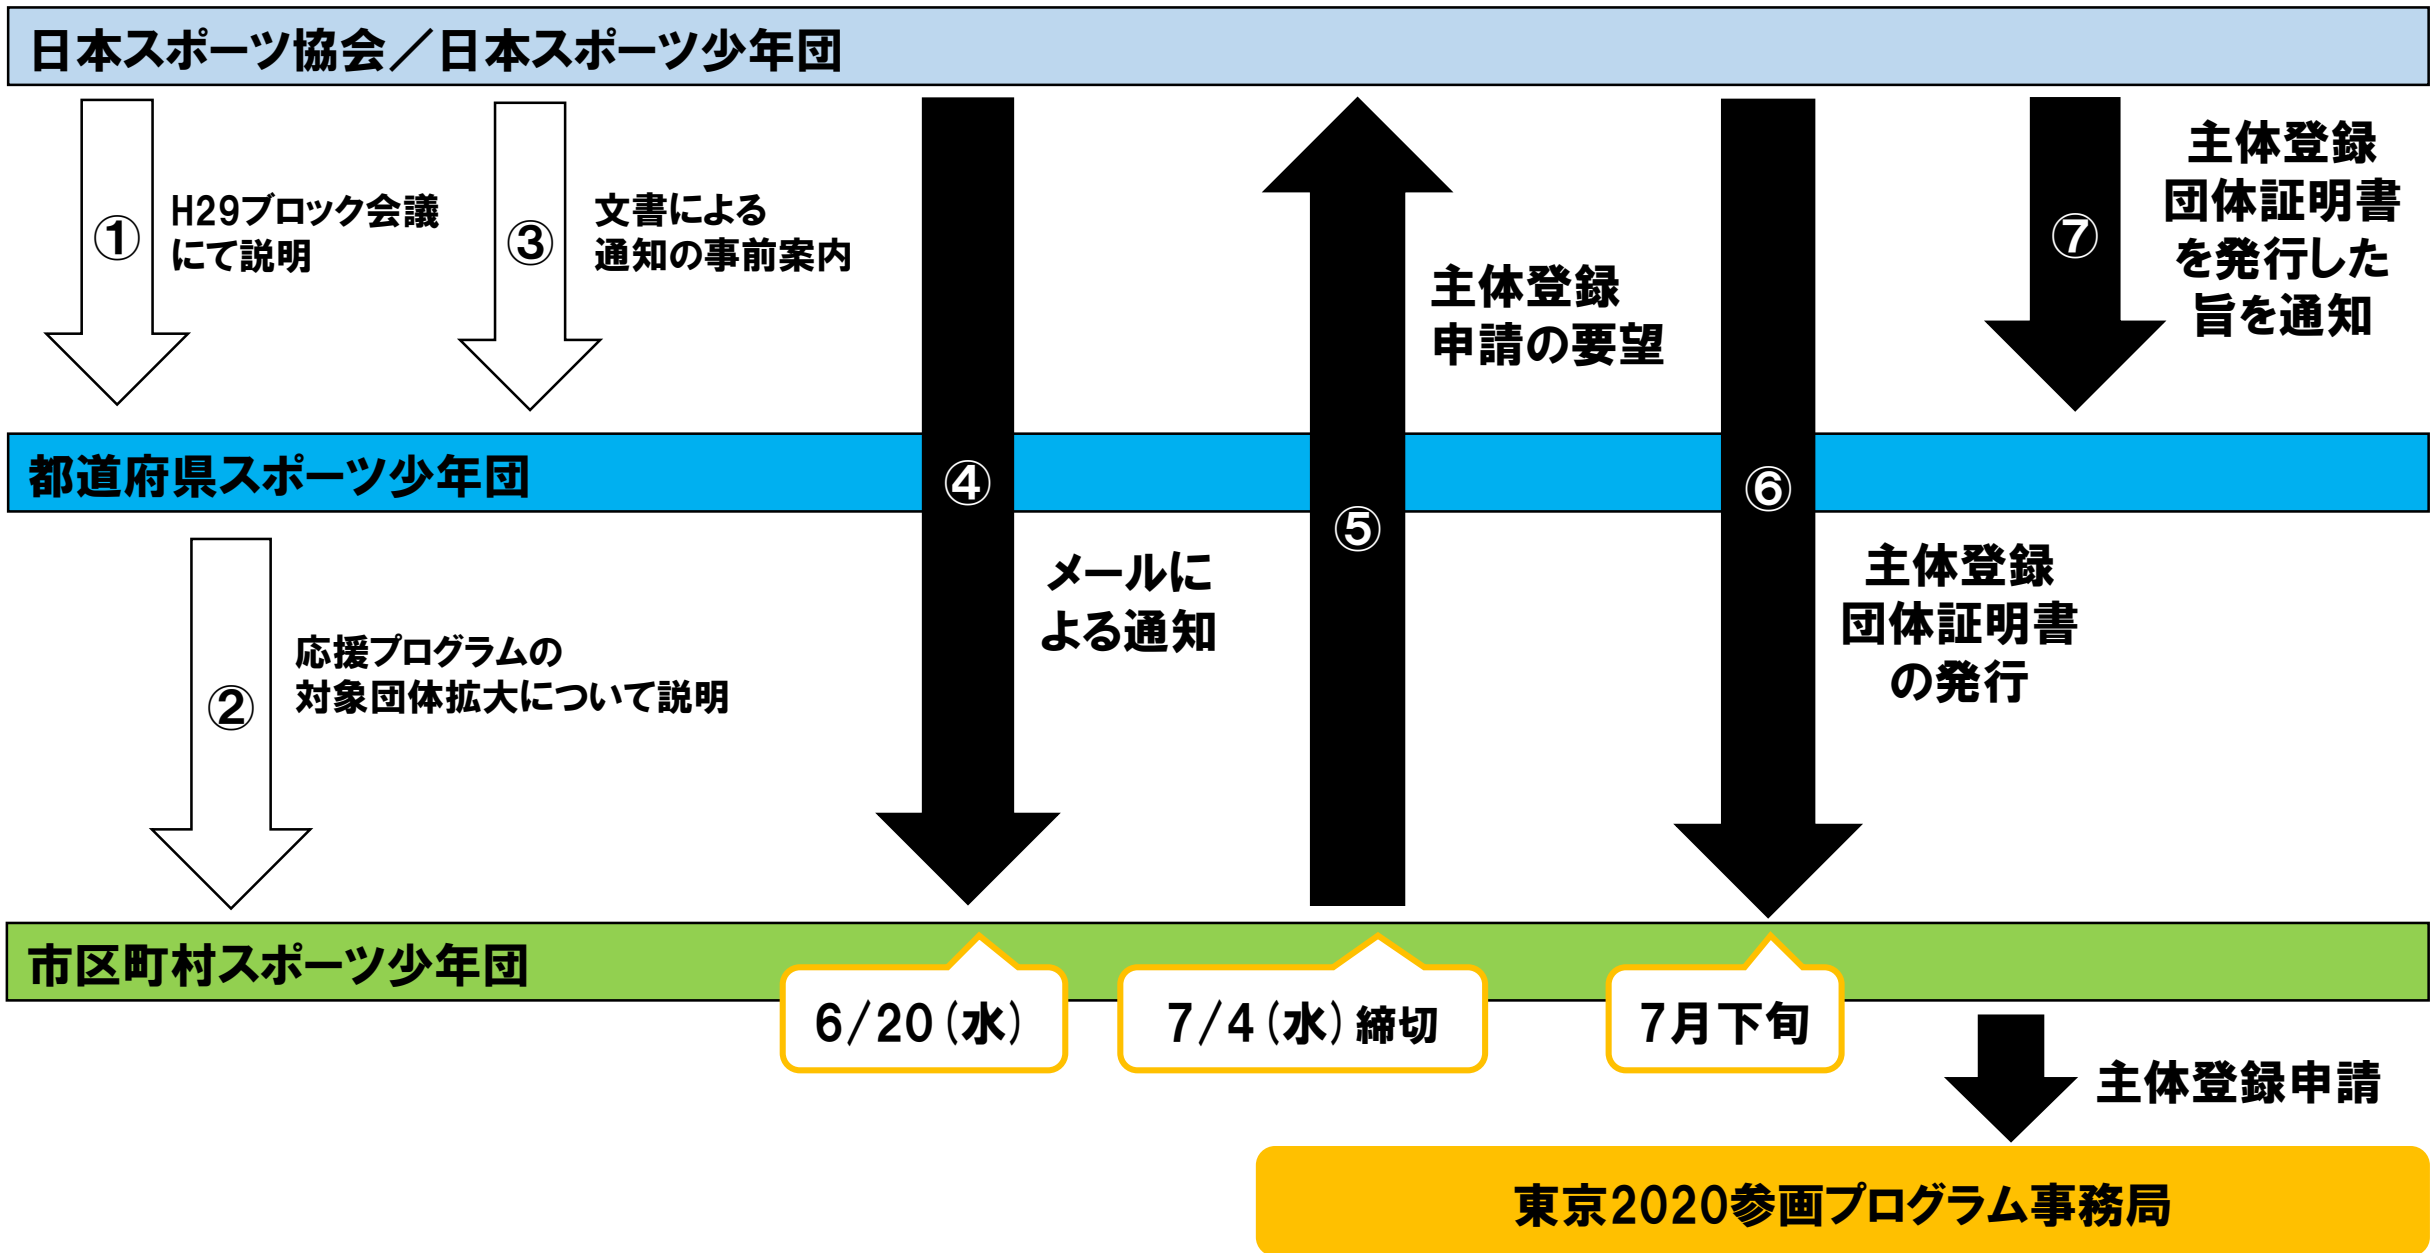 日本スポーツ協会／日本スポーツ少年団
①
H29ブロック会議
にて説明
③
文書による
通知の事前案内
④
メールに
よる通知
⑤
主体登録
申請の要望
⑥
主体登録
団体証明書
の発行
⑦
主体登録
団体証明書
を発行した
旨を通知
都道府県スポーツ少年団
②
応援プログラムの
対象団体拡大について説明
市区町村スポーツ少年団
6/20(水)
7/4(水)締切
7月下旬
主体登録申請
東京2020参画プログラム事務局